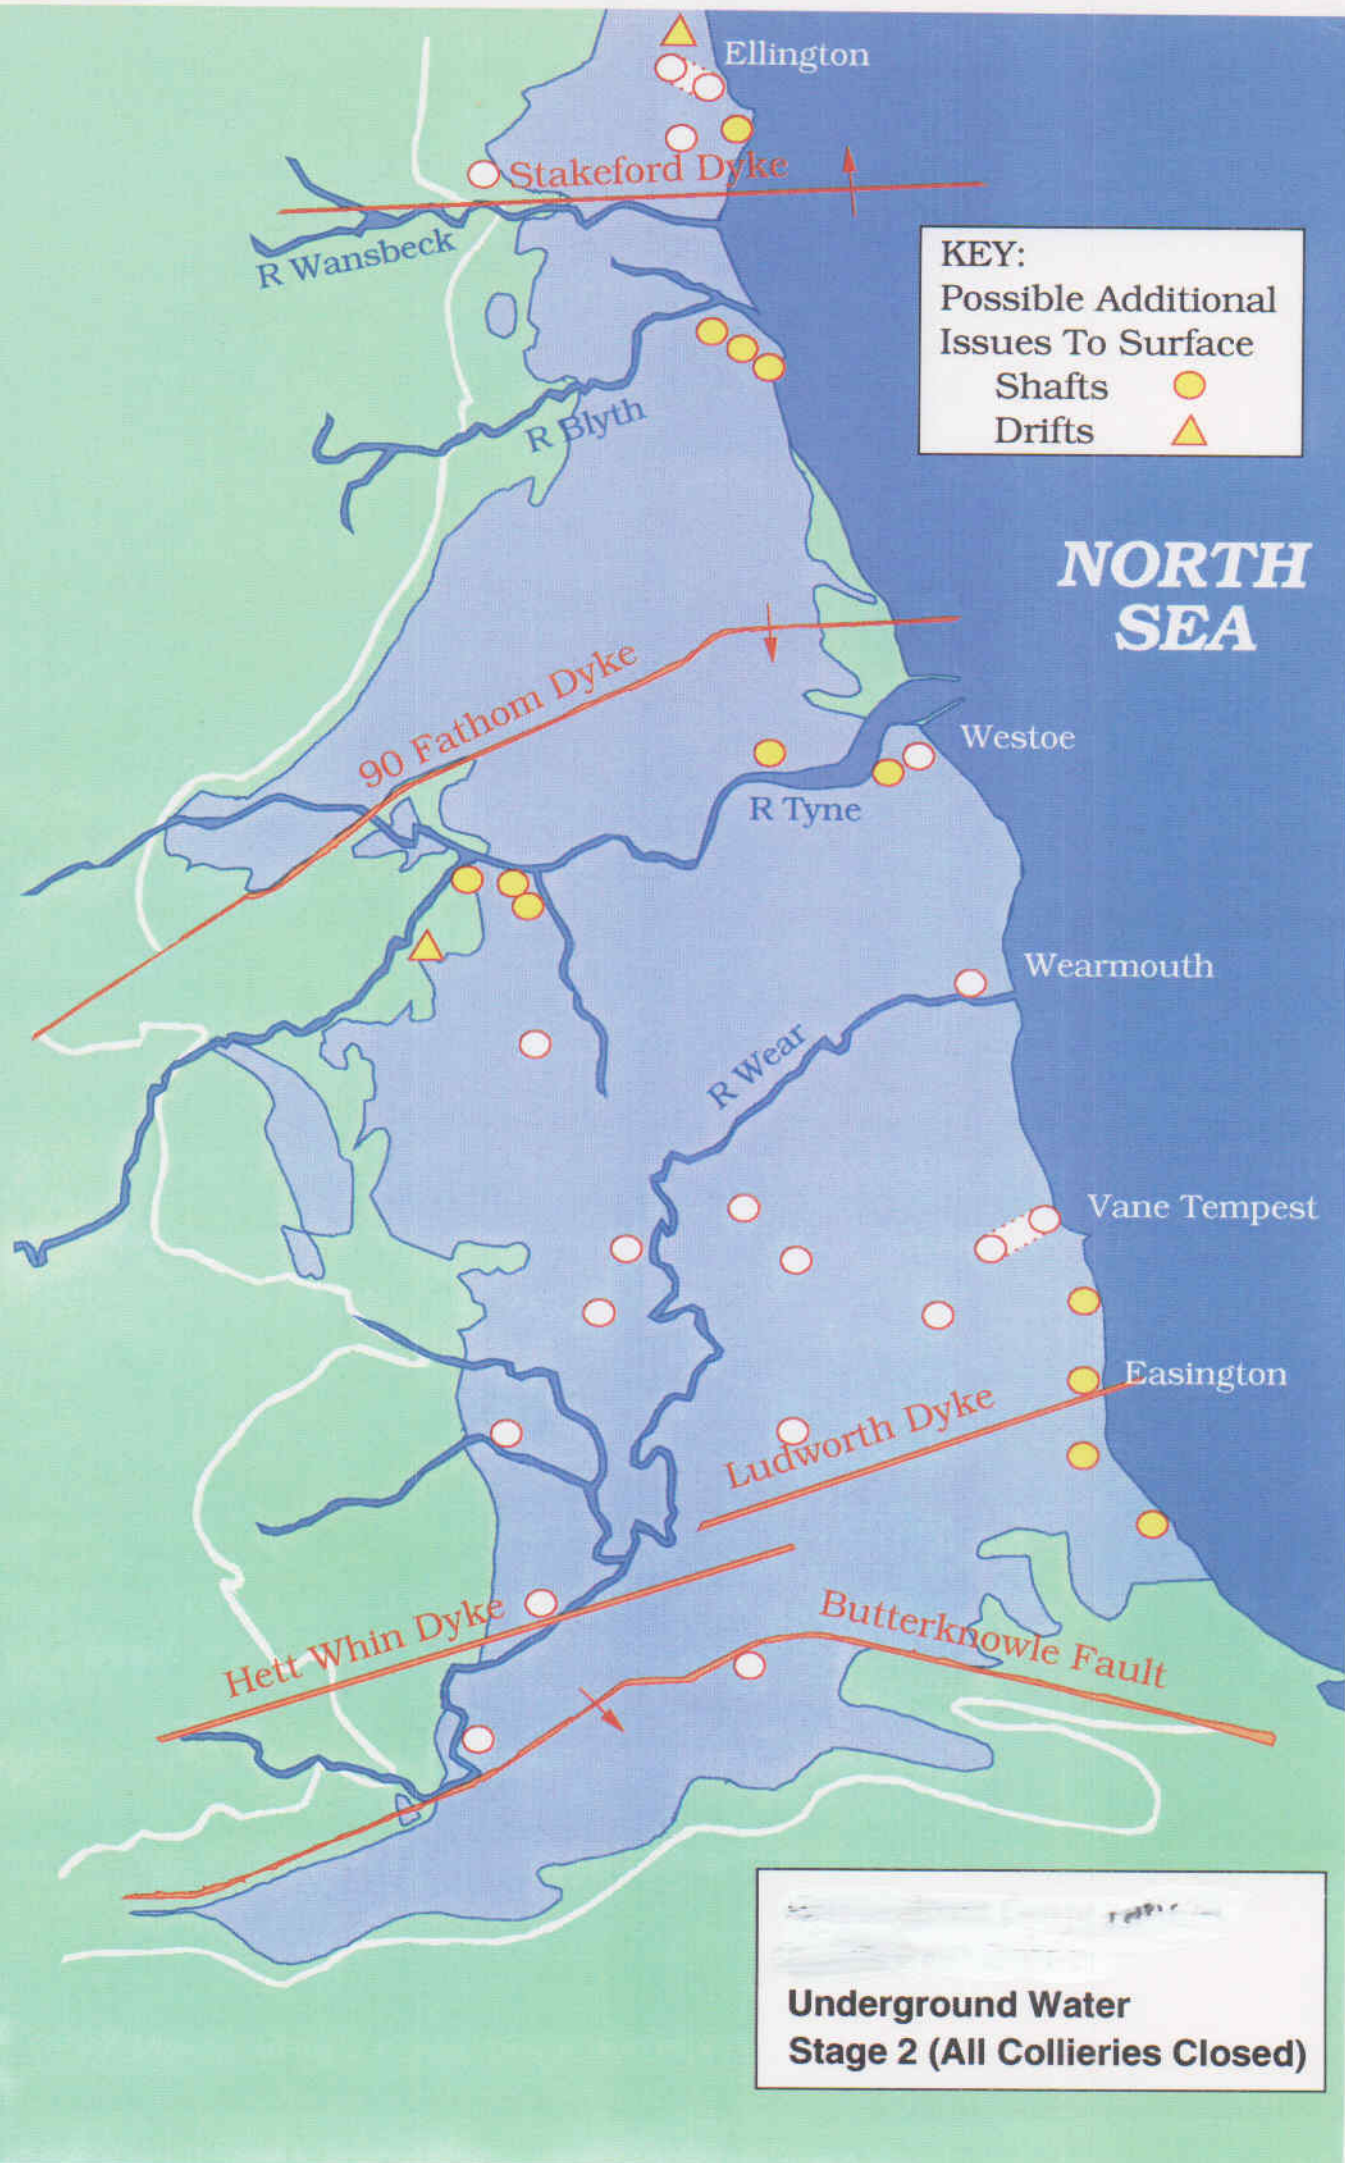 Ellington
Stakeford Dyke
R Wansbeck
KEY:
Possible Additional
Issues To Surface
Shafts
Drifts
R Blyth
NORTH
SEA
90 Fathom Dyke
Westoe
R Tyne
Wearmouth
R Wear
Vane Tempest
Easington
Ludworth Dyke
Hett Whin Dyke
Butterknowle Fault
Underground Water
Stage 2 (All Collieries Closed)